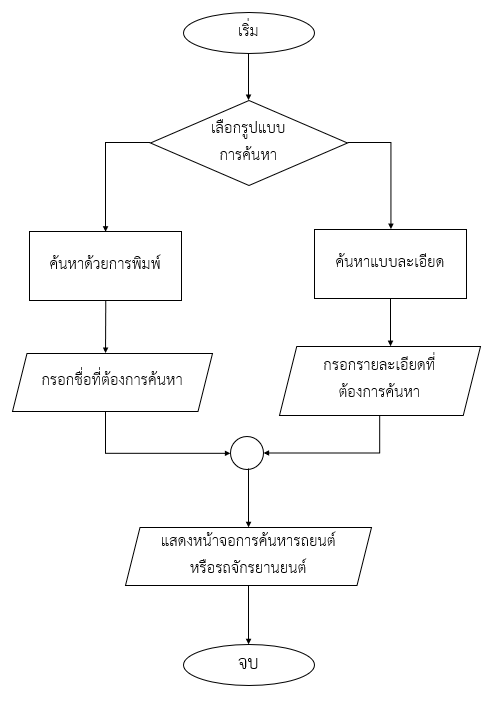 เริ่ม
เลือกรูปแบบ
การค้นหา
ค้นหาด้วยการพิมพ์
ค้นหาแบบละเอียด
กรอกชื่อที่ต้องการค้นหา
กรอกรายละเอียดที่
ต้องการค้นหา
แสดงหน้าจอการค้นหารถยนต์
หรือรถจักรยานยนต์
จบ